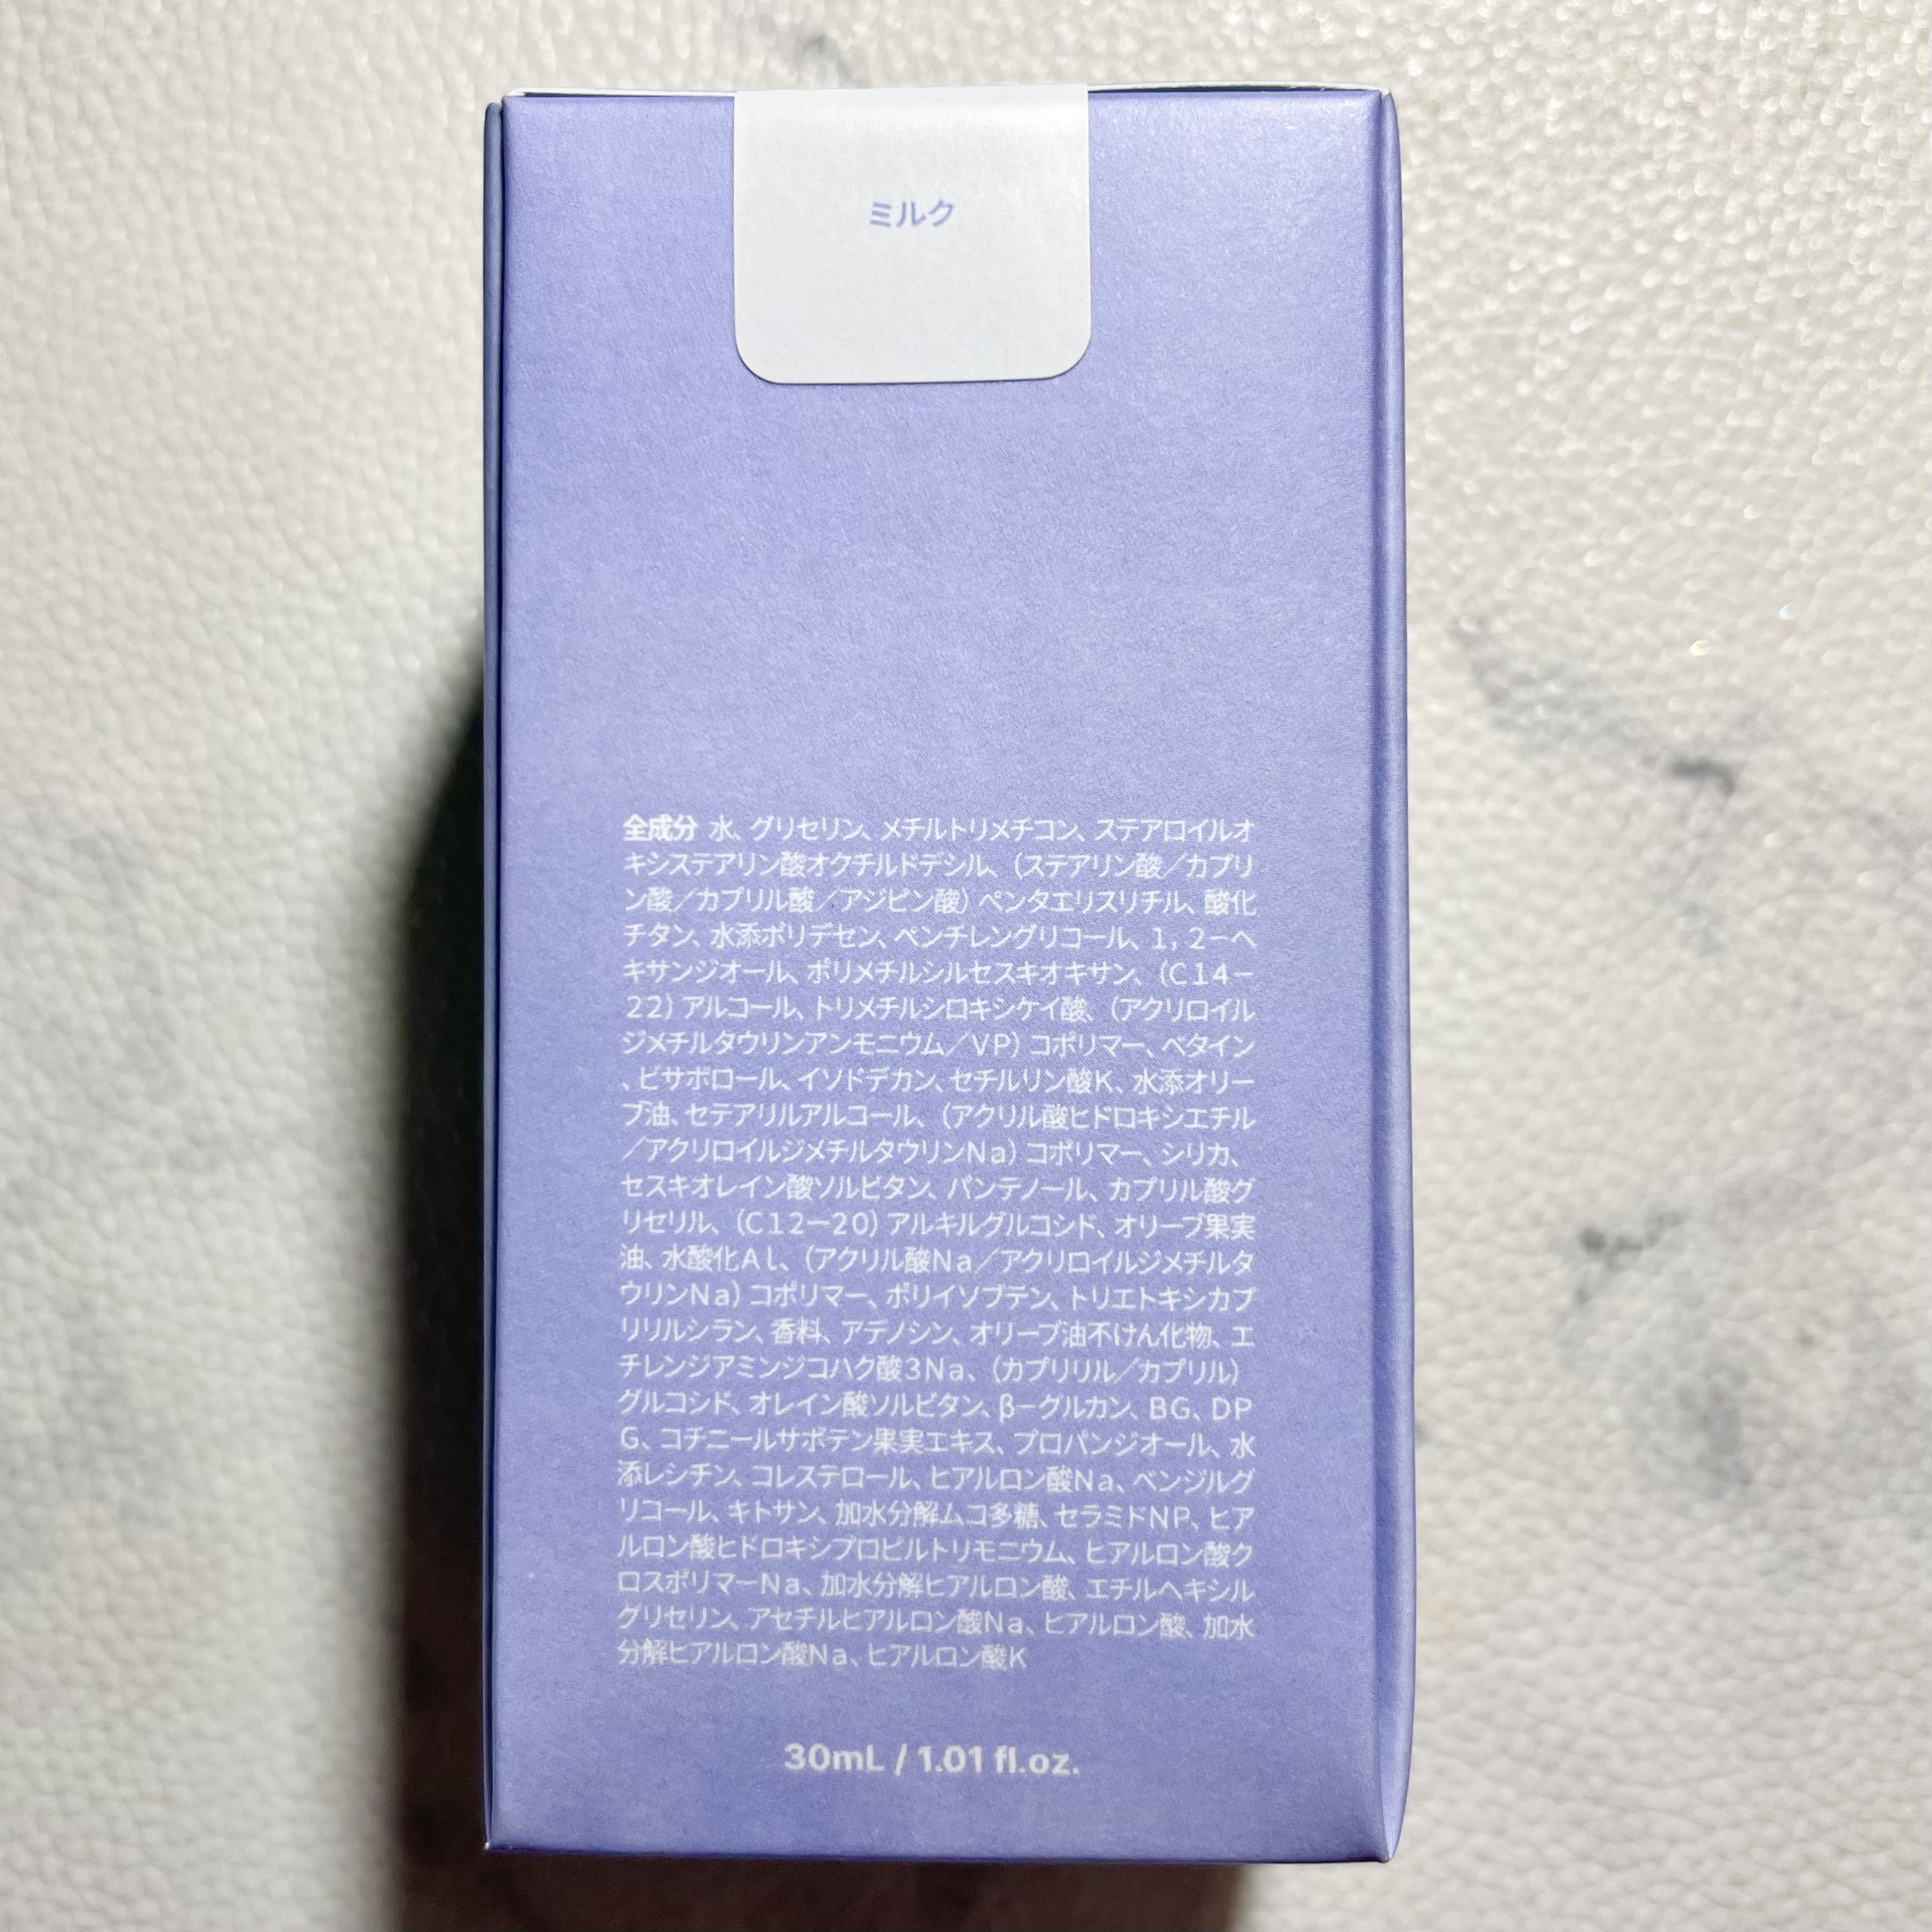 ミルク
全成分 水、グリセリン、メチルトリメチコン、ステアロイルオ
キシステアリン酸オクチルドデシル、（ステアリン酸／カプリ
ン酸／カプリル酸／アジピン酸）ペンタエリスリチル、酸化
チタン、水添ポリデセン、ペンチレングリコール、１，２－ヘ
キサンジオール、ポリメチルシルセスキオキサン、（Ｃ１４－
２２）アルコール、トリメチルシロキシケイ酸、（アクリロイル
ジメチルタウリンアンモニウム／ＶＰ）コポリマー、ベタイン
、ビサボロール、イソドデカン、セチルリン酸Ｋ、水添オリー
ブ油、セテアリルアルコール、（アクリル酸ヒドロキシエチル
／アクリロイルジメチルタウリンＮａ）コポリマー、シリカ、
セスキオレイン酸ソルビタン、パンテノール、カプリル酸グ
リセリル、（Ｃ１２－２０）アルキルグルコシド、オリーブ果実
油、水酸化Ａｌ、（アクリル酸Ｎａ／アクリロイルジメチルタ
ウリンＮａ）コポリマー、ポリイソブテン、トリエトキシカプ
リリルシラン、香料、アデノシン、オリーブ油不けん化物、エ
チレンジアミンジコハク酸３Ｎａ、（カプリリル／カプリル）
グルコシド、オレイン酸ソルビタン、β－グルカン、ＢＧ、ＤＰ
Ｇ、コチニールサボテン果実エキス、プロパンジオール、水
添レシチン、コレステロール、ヒアルロン酸Ｎａ、ベンジルグ
リコール、キトサン、加水分解ムコ多糖、セラミドＮＰ、ヒア
ルロン酸ヒドロキシプロピルトリモニウム、ヒアルロン酸ク
ロスポリマーＮａ、加水分解ヒアルロン酸、エチルヘキシル
グリセリン、アセチルヒアルロン酸Ｎａ、ヒアルロン酸、加水
分解ヒアルロン酸Ｎａ、ヒアルロン酸Ｋ
30mL / 1.01 fl.oz.